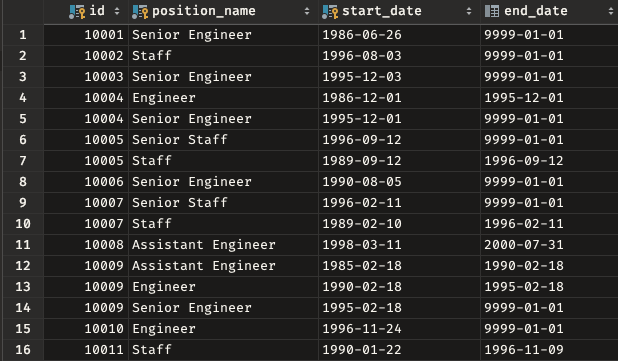 id position_name start_date end_date
1 10001 Senior Engineer 1986-06-26 9999-01-01
2 10002 Staff 1996-08-03 9999-01-01
3 10003 Senior Engineer 1995-12-03 9999-01-01
4 10004 Engineer 1986-12-01 1995-12-01
5 10004 Senior Engineer 1995-12-01 9999-01-01
6 10005 Senior Staff 1996-09-12 9999-01-01
7 10005 Staff 1989-09-12 1996-09-12
8 10006 Senior Engineer 1990-08-05 9999-01-01
9 10007 Senior Staff 1996-02-11 9999-01-01
10 10007 Staff 1989-02-10 1996-02-11
11 10008 Assistant Engineer 1998-03-11 2000-07-31
12 10009 Assistant Engineer 1985-02-18 1990-02-18
13 10009 Engineer 1990-02-18 1995-02-18
14 10009 Senior Engineer 1995-02-18 9999-01-01
15 10010 Engineer 1996-11-24 9999-01-01
16 10011 Staff 1990-01-22 1996-11-09